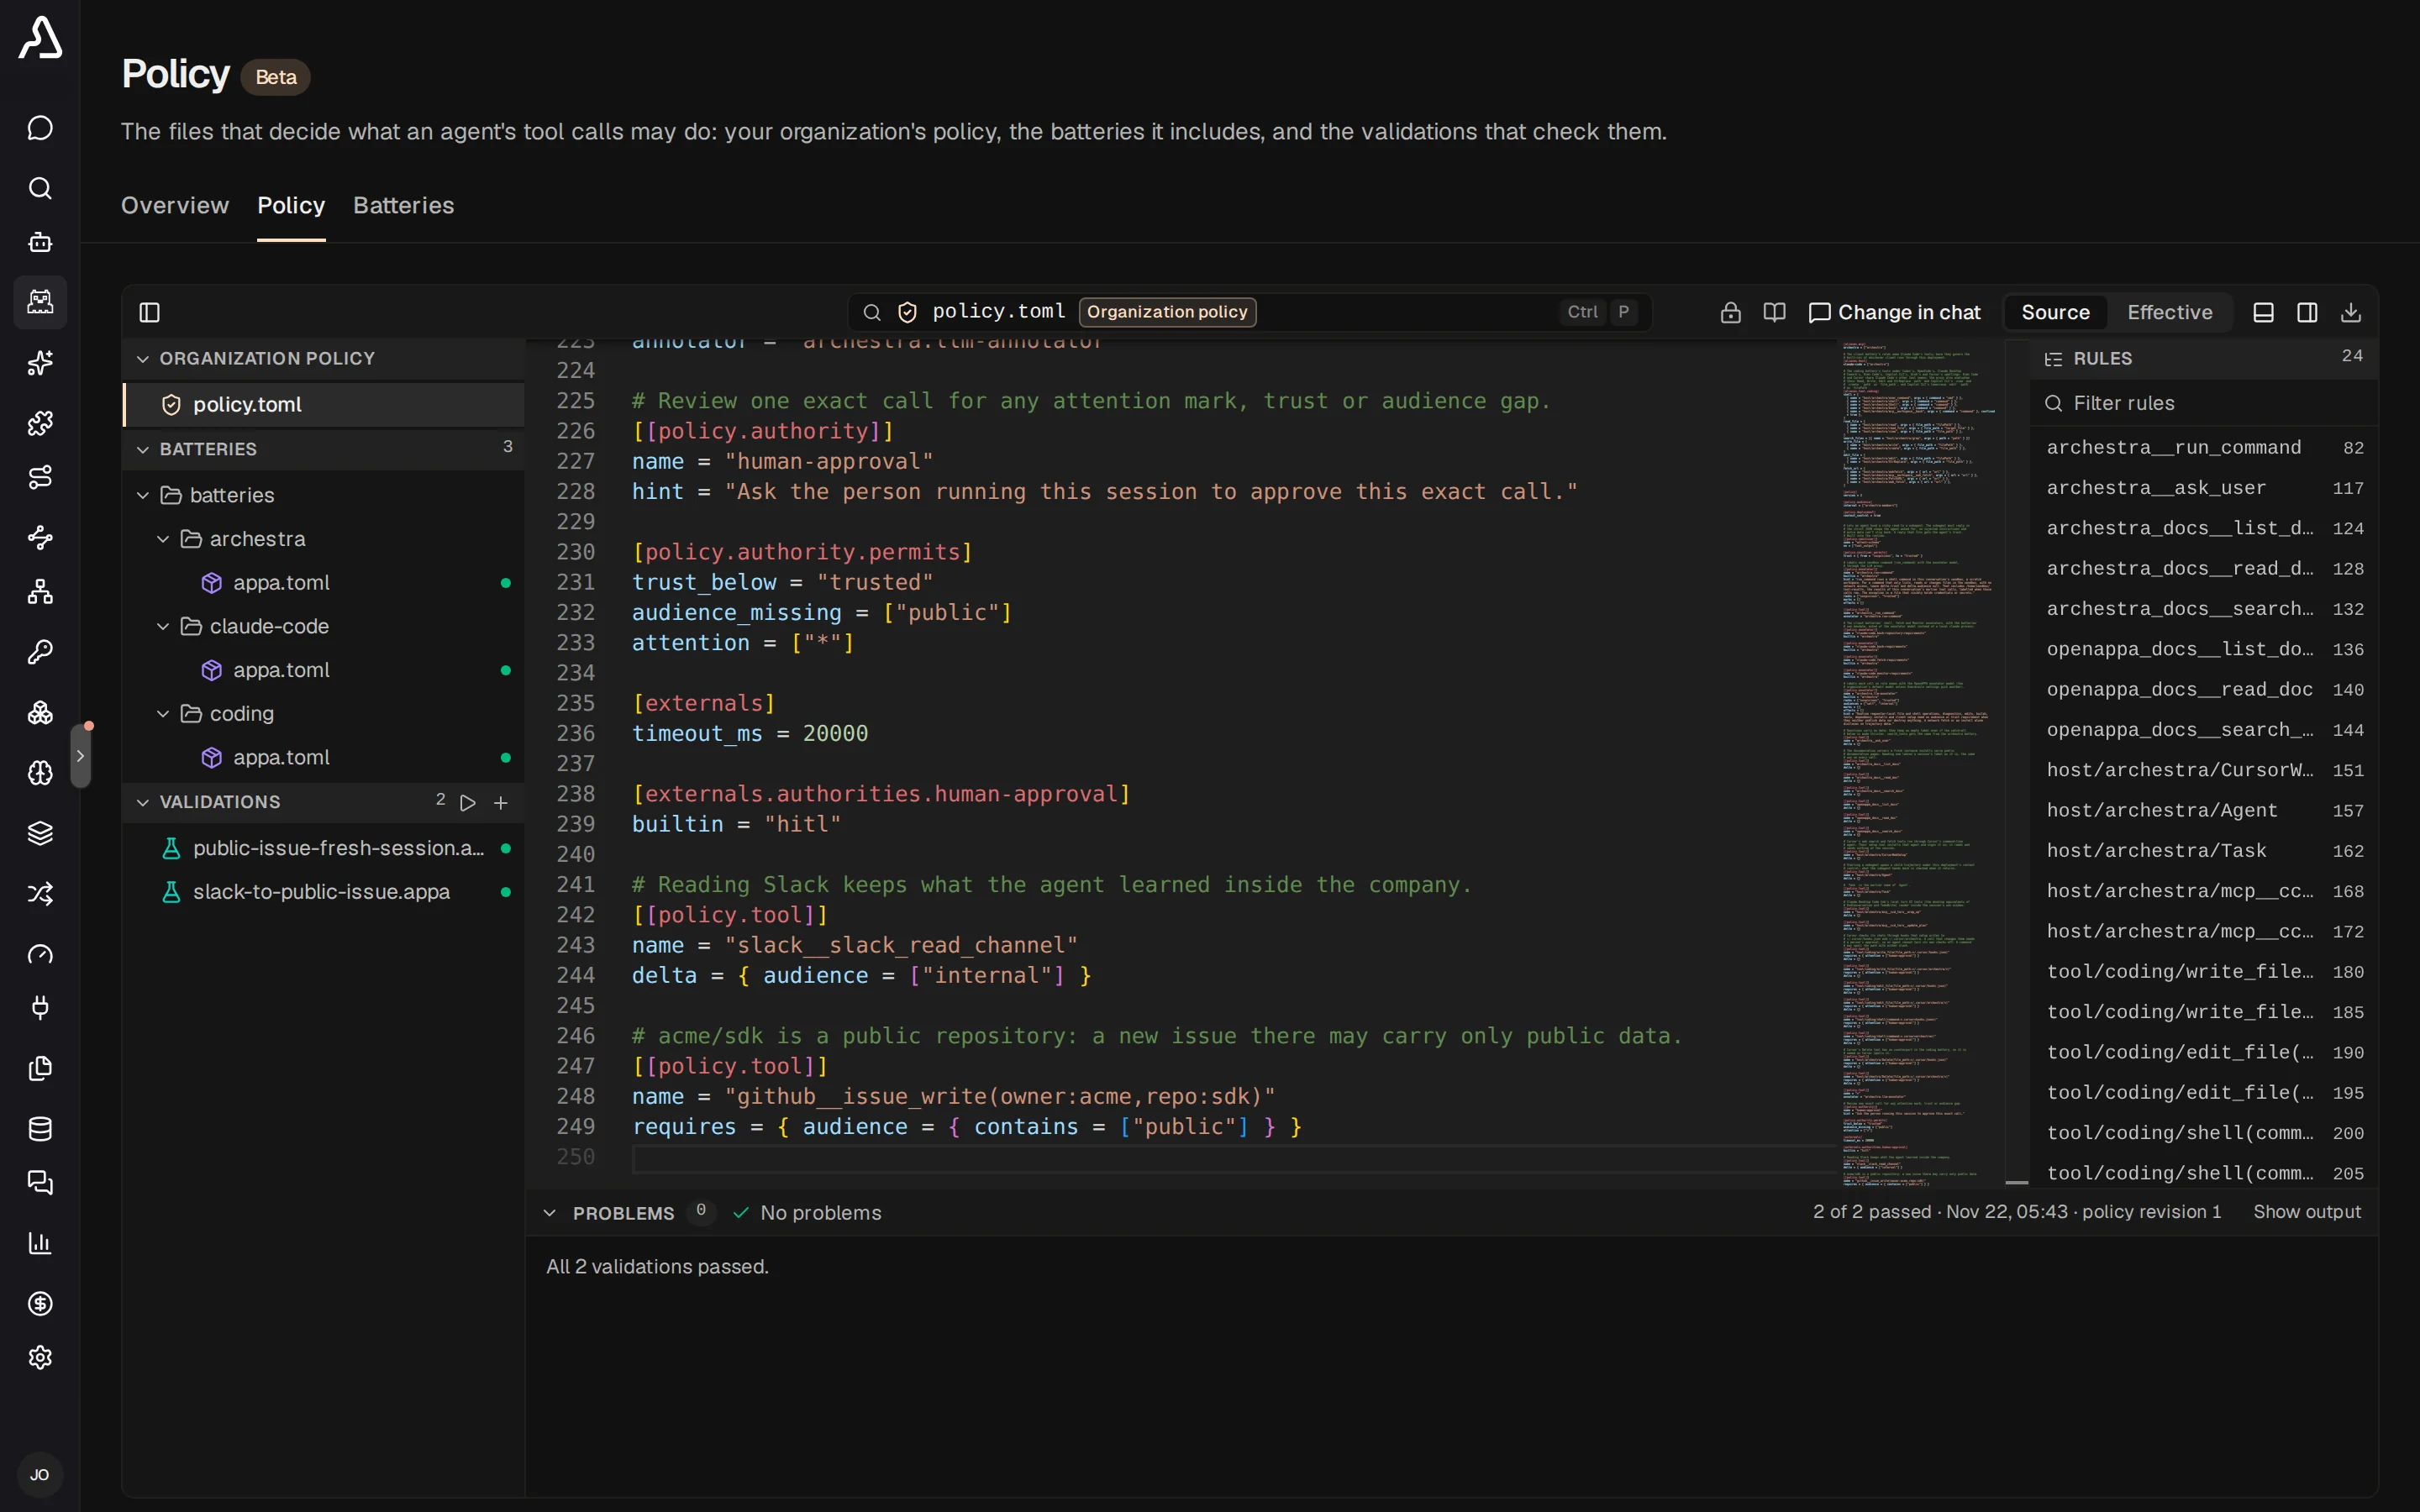 Policy Beta
The files that decide what an agent's tool calls may do: your organization's policy, the batteries it includes, and the validations that check them.
Overview Policy Batteries
policy.toml Organization policy Ctrl P
Change in chat Source Effective
ORGANIZATION POLICY
policy.toml
BATTERIES 3
batteries
archestra
appa.toml
claude-code
appa.toml
coding
appa.toml
VALIDATIONS 2
public-issue-fresh-session.a...
slack-to-public-issue.appa
223 annotator = "archestra.llm-annotator"
224
225 # Review one exact call for any attention mark, trust or audience gap.
226 [[policy.authority]]
227 name = "human-approval"
228 hint = "Ask the person running this session to approve this exact call."
229
230 [policy.authority.permits]
231 trust_below = "trusted"
232 audience_missing = ["public"]
233 attention = ["*"]
234
235 [externals]
236 timeout_ms = 20000
237
238 [externals.authorities.human-approval]
239 builtin = "hitl"
240
241 # Reading Slack keeps what the agent learned inside the company.
242 [[policy.tool]]
243 name = "slack__slack_read_channel"
244 delta = { audience = ["internal"] }
245
246 # acme/sdk is a public repository: a new issue there may carry only public data.
247 [[policy.tool]]
248 name = "github__issue_write(owner:acme,repo:sdk)"
249 requires = { audience = { contains = ["public"] } }
250
RULES 24
Filter rules
archestra__run_command 82
archestra__ask_user 117
archestra_docs__list_d... 124
archestra_docs__read_d... 128
archestra_docs__search... 132
openappa_docs__list_do... 136
openappa_docs__read_doc 140
openappa_docs__search_... 144
host/archestra/CursorW... 151
host/archestra/Agent 157
host/archestra/Task 162
host/archestra/mcp__cc... 168
host/archestra/mcp__cc... 172
tool/coding/write_file... 180
tool/coding/write_file... 185
tool/coding/edit_file(... 190
tool/coding/edit_file(... 195
tool/coding/shell(comm... 200
tool/coding/shell(comm... 205
PROBLEMS 0 No problems
2 of 2 passed · Nov 22, 05:43 · policy revision 1 Show output
All 2 validations passed.
JO